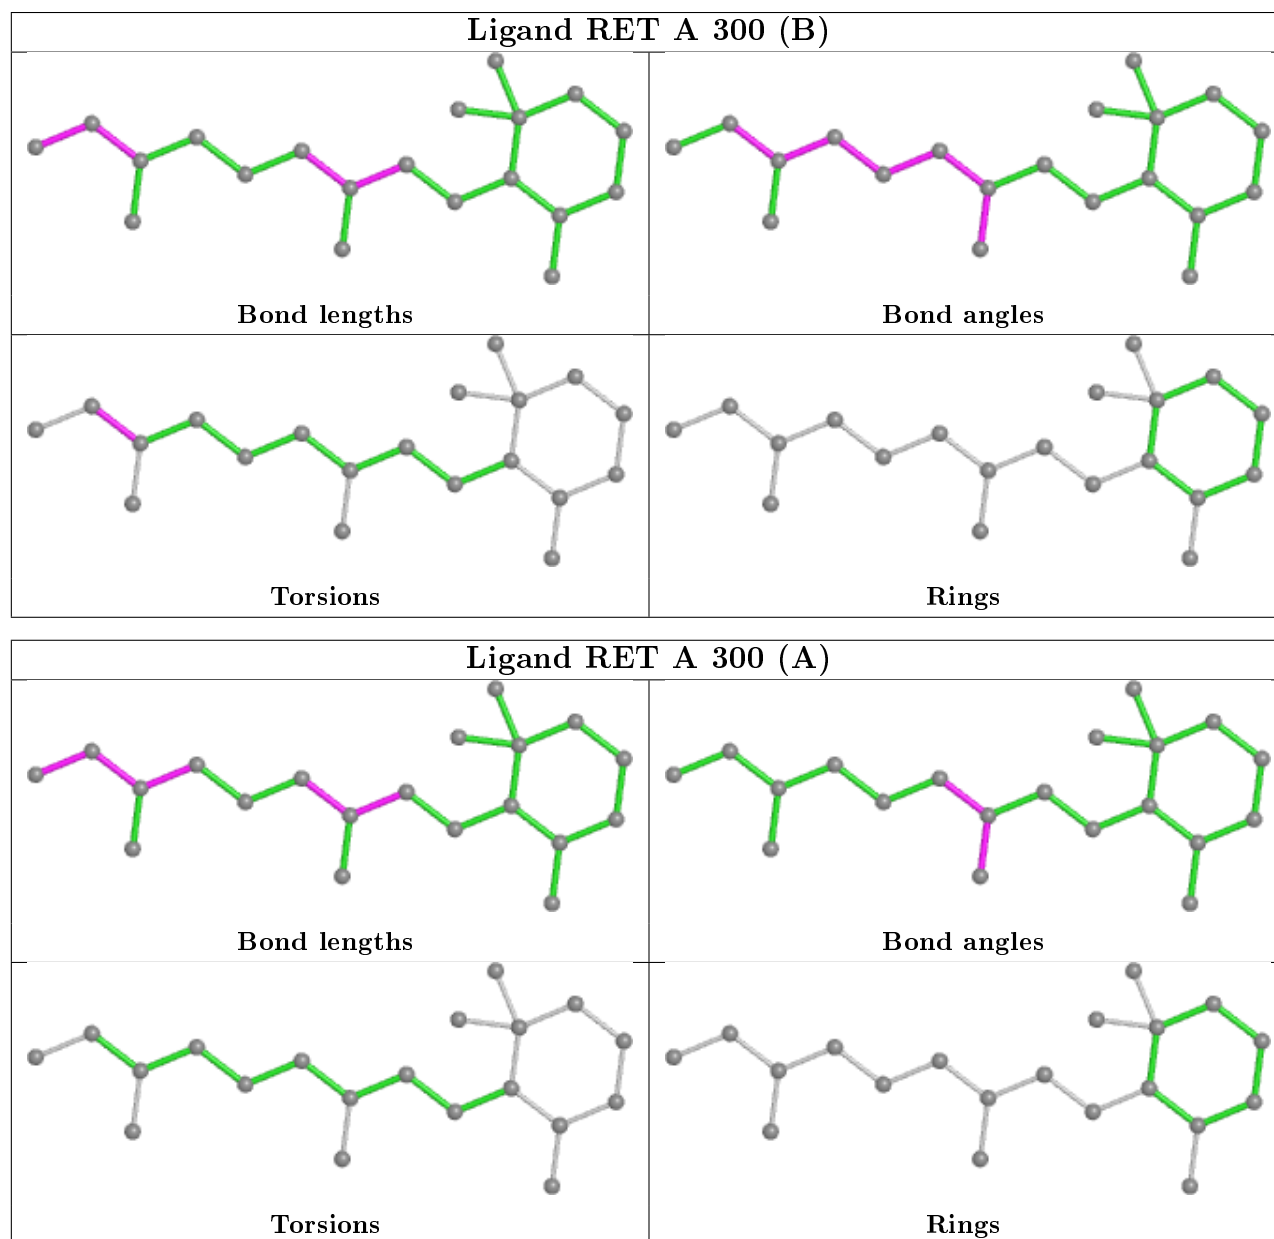 Ligand RET A 300 (B)
Bond lengths
Bond angles
Torsions
Rings
Ligand RET A 300 (A)
Bond lengths
Bond angles
Torsions
Rings